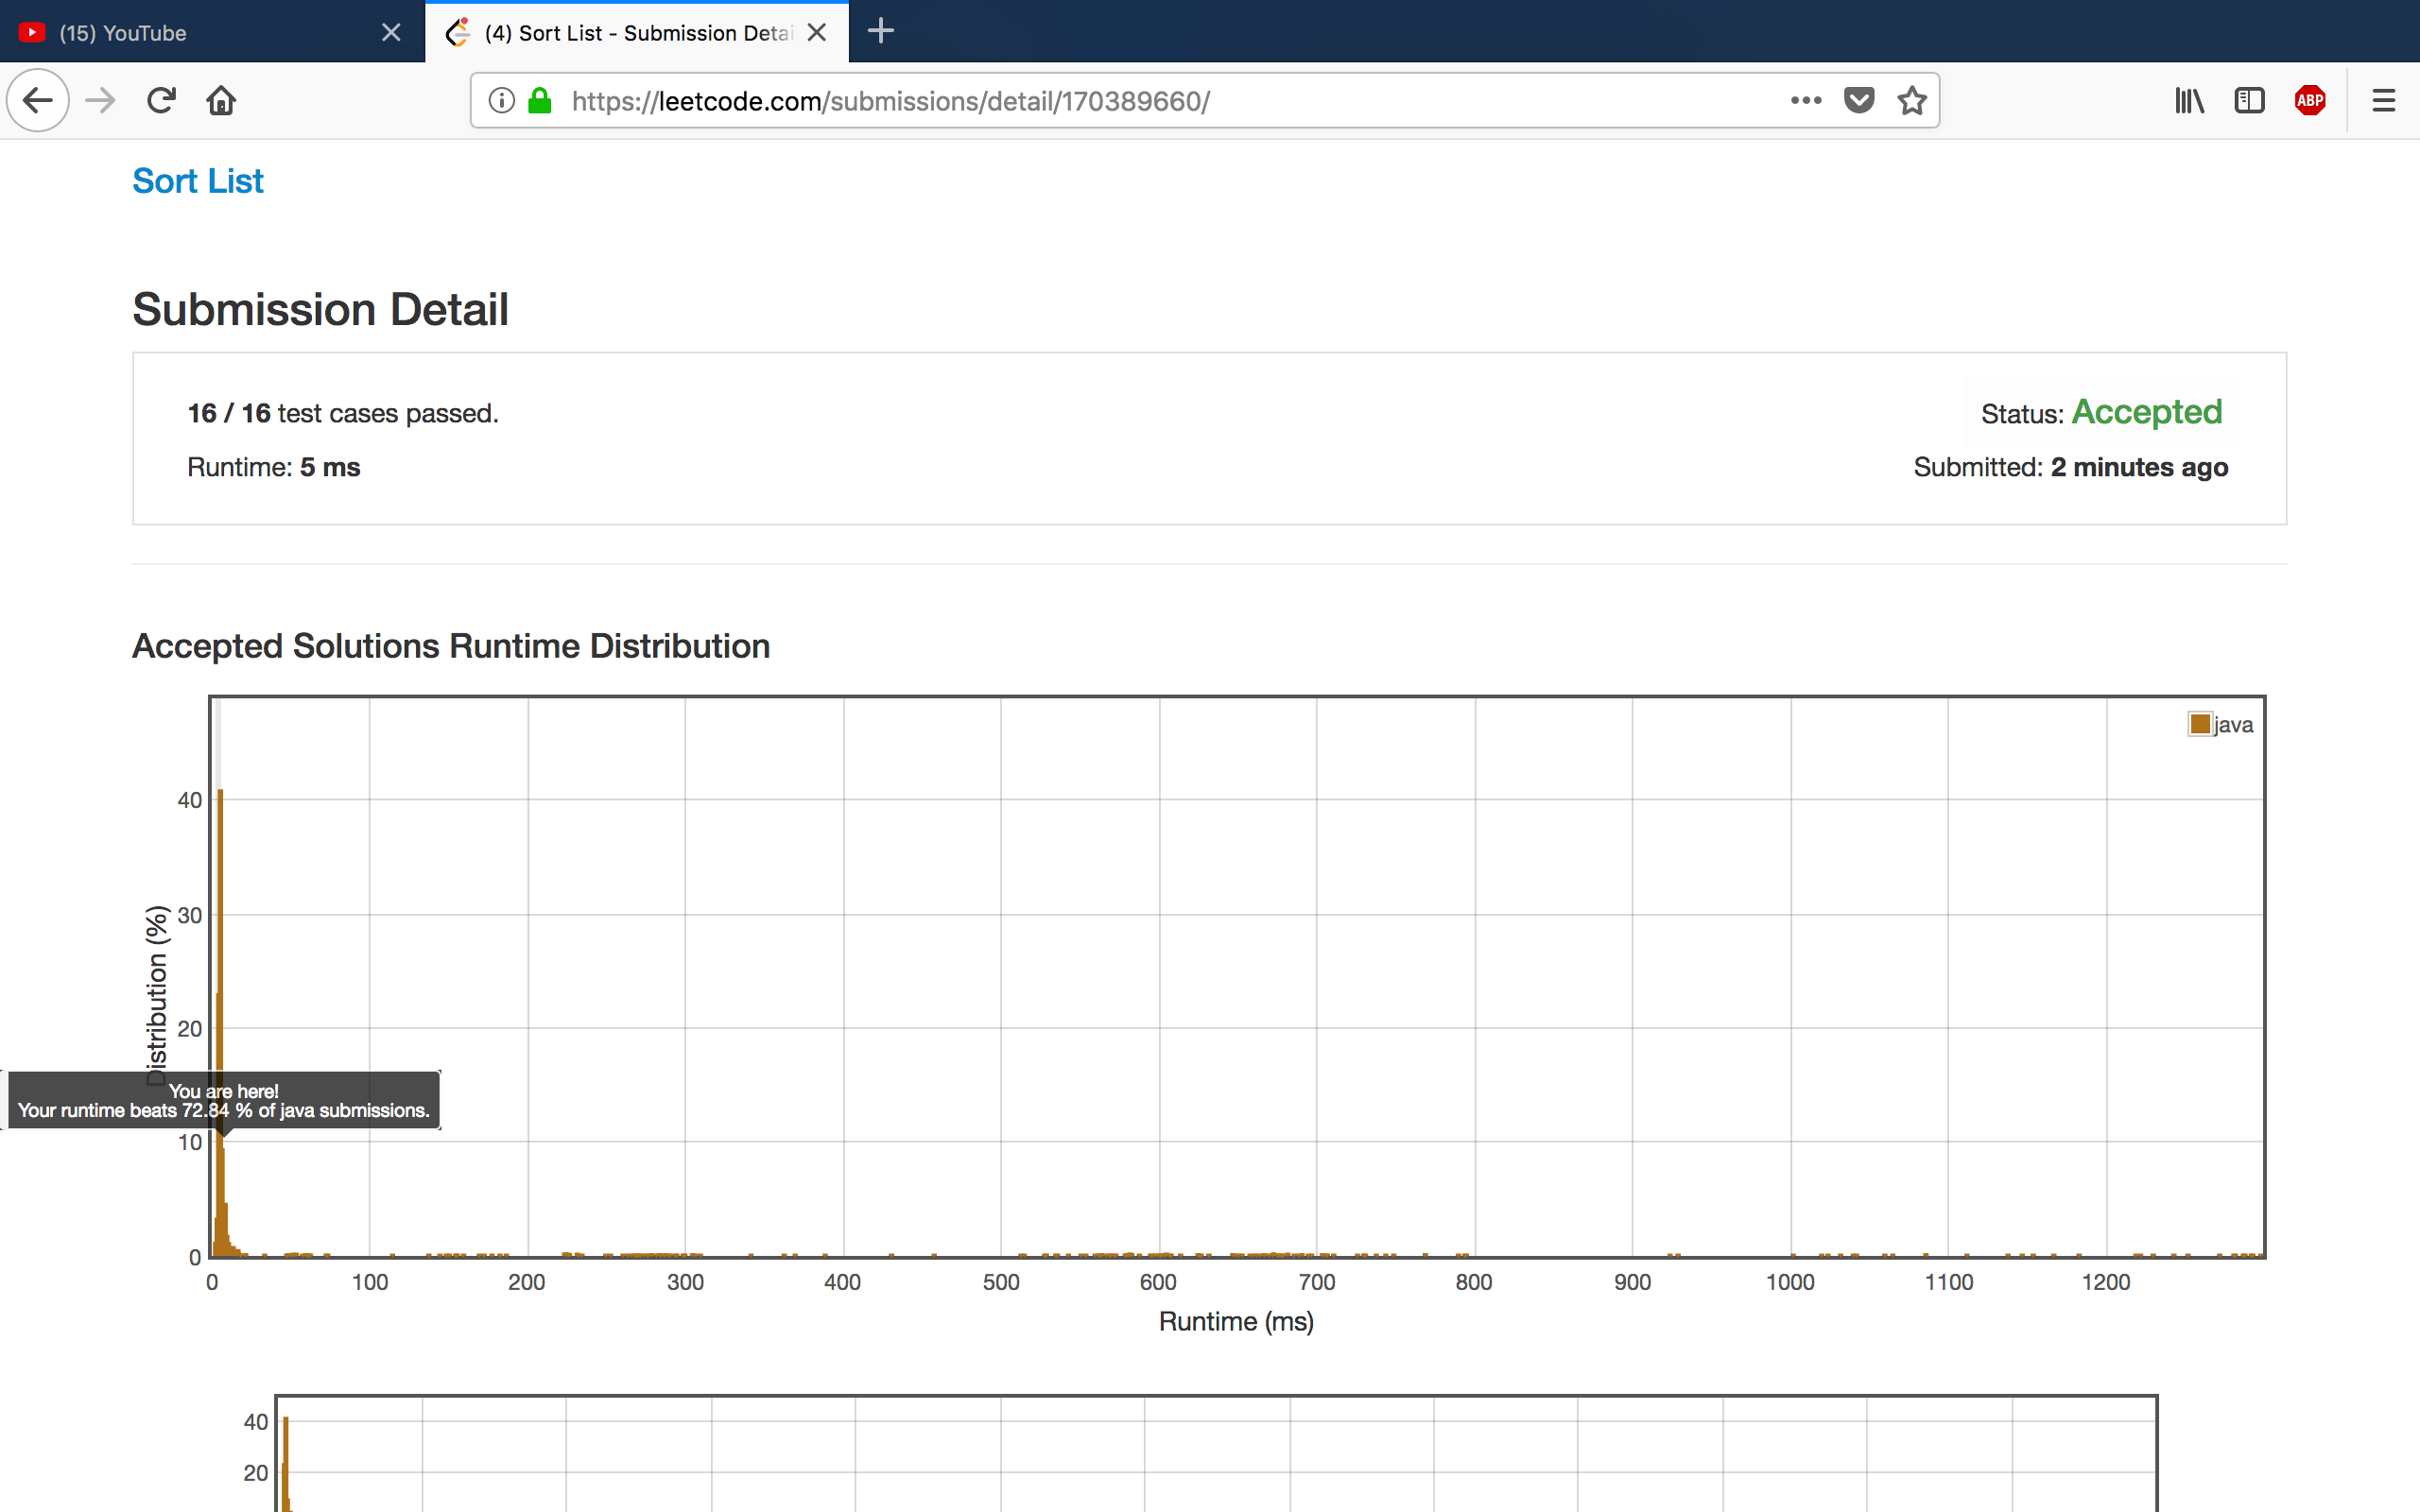 (15) YouTube
(4) Sort List - Submission Detai
https://leetcode.com/submissions/detail/170389660/
ABP
Sort List
Submission Detail
16 / 16 test cases passed.
Status: Accepted
Runtime: 5 ms
Submitted: 2 minutes ago
Accepted Solutions Runtime Distribution
java
40
30
20
10
0
Distribution (%)
You are here!
Your runtime beats 72.84 % of java submissions.
0 100 200 300 400 500 600 700 800 900 1000 1100 1200
Runtime (ms)
40
20